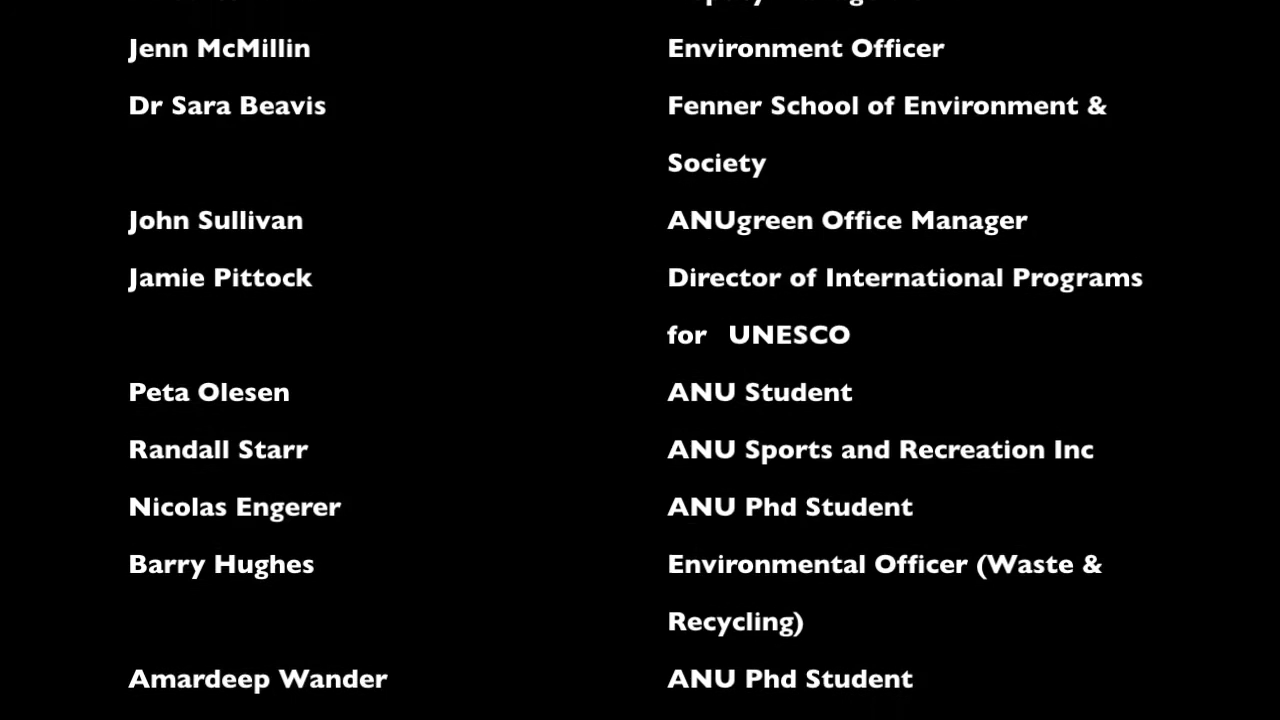 Jenn McMillin Environment Officer
Dr Sara Beavis Fenner School of Environment &
Society
John Sullivan ANUgreen Office Manager
Jamie Pittock Director of International Programs
for UNESCO
Peta Olesen ANU Student
Randall Starr ANU Sports and Recreation Inc
Nicolas Engerer ANU Phd Student
Barry Hughes Environmental Officer (Waste &
Recycling)
Amardeep Wander ANU Phd Student